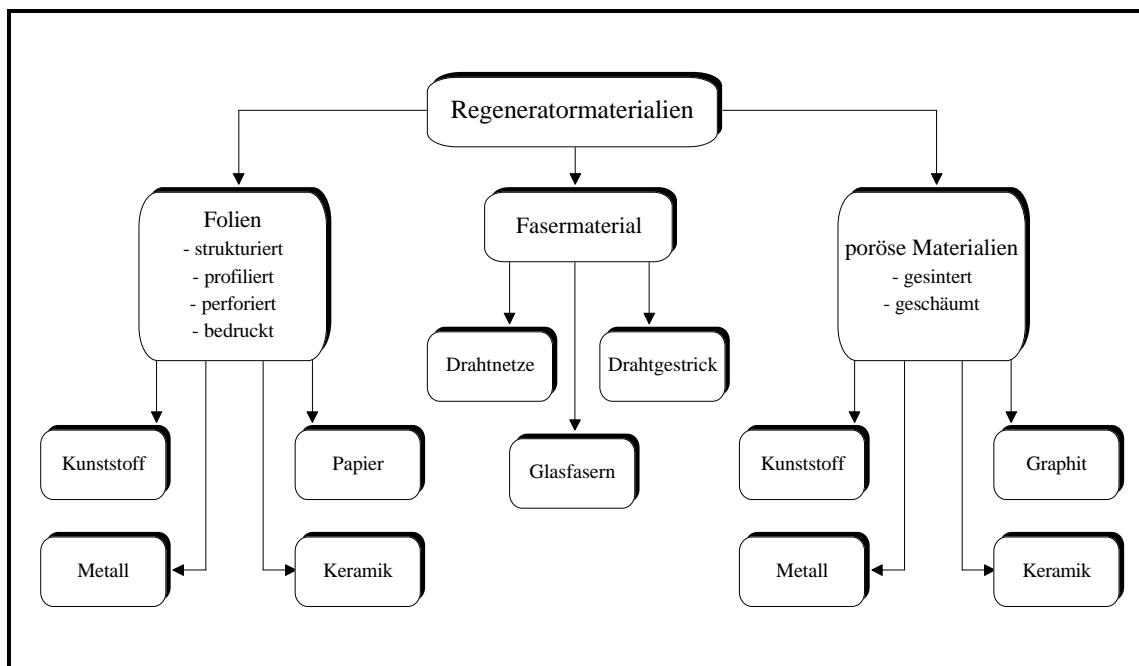 Regeneratormaterialien
Folien
- strukturiert
- profiliert
- perforiert
- bedruckt
Fasermaterial
poröse Materialien
- gesintert
- geschäumt
Drahtnetze
Drahtgestrick
Kunststoff
Papier
Glasfasern
Kunststoff
Graphit
Metall
Keramik
Metall
Keramik